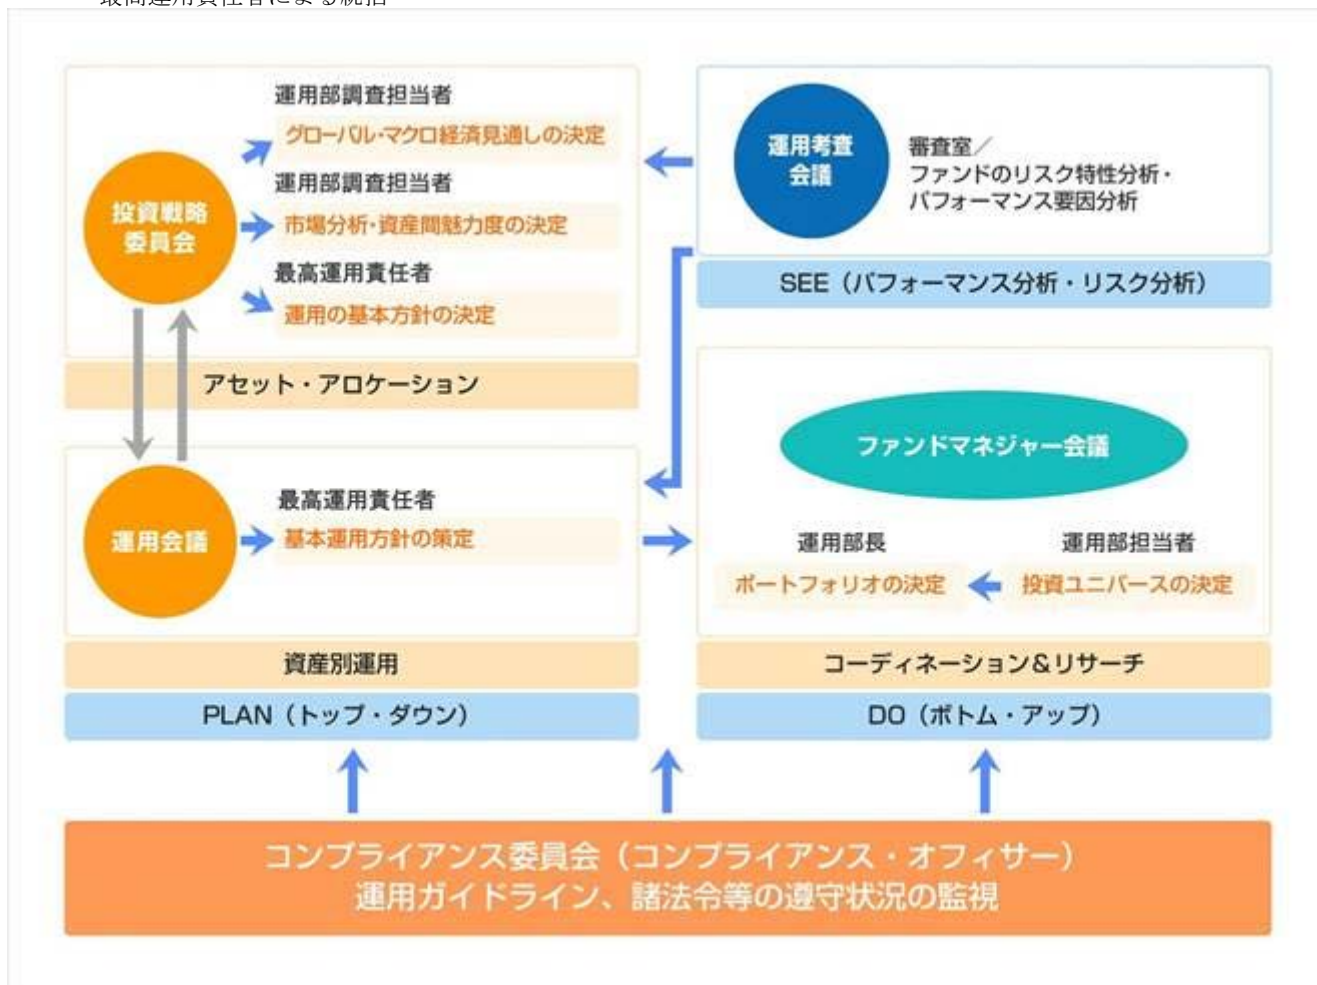 最高運用責任者による統括
運用部調査担当者
グローバル・マクロ経済見通しの決定
投資戦略
委員会
運用部調査担当者
市場分析・資産間魅力度の決定
最高運用責任者
運用の基本方針の決定
アセット・アロケーション
運用考査
会議
審査室／
ファンドのリスク特性分析・
パフォーマンス要因分析
SEE（パフォーマンス分析・リスク分析）
運用会議
最高運用責任者
基本運用方針の策定
資産別運用
PLAN（トップ・ダウン）
ファンドマネジャー会議
運用部長
ポートフォリオの決定
運用部担当者
投資ユニバースの決定
コーディネーション&リサーチ
DO（ボトム・アップ）
コンプライアンス委員会（コンプライアンス・オフィサー）
運用ガイドライン、諸法令等の遵守状況の監視